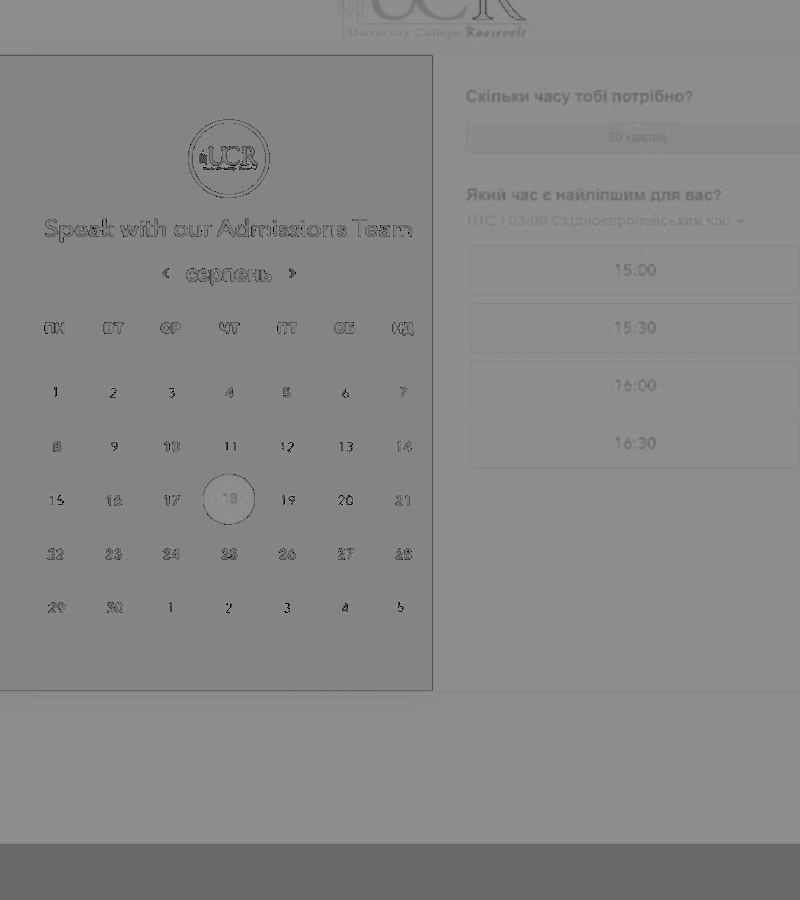 UCR
University College Roosevelt
UCR
Speak with our Admissions Team
< серпень >
ПН ВТ СР ЧТ ПТ СБ НД
1 2 3 4 5 6 7
8 9 10 11 12 13 14
15 16 17 18 19 20 21
22 23 24 25 26 27 28
29 30 1 2 3 4 5
Скільки часу тобі потрібно?
30 хвилин
Який час є найліпшим для вас?
UTC +03:00 Східноєвропейський час
15:00
15:30
16:00
16:30